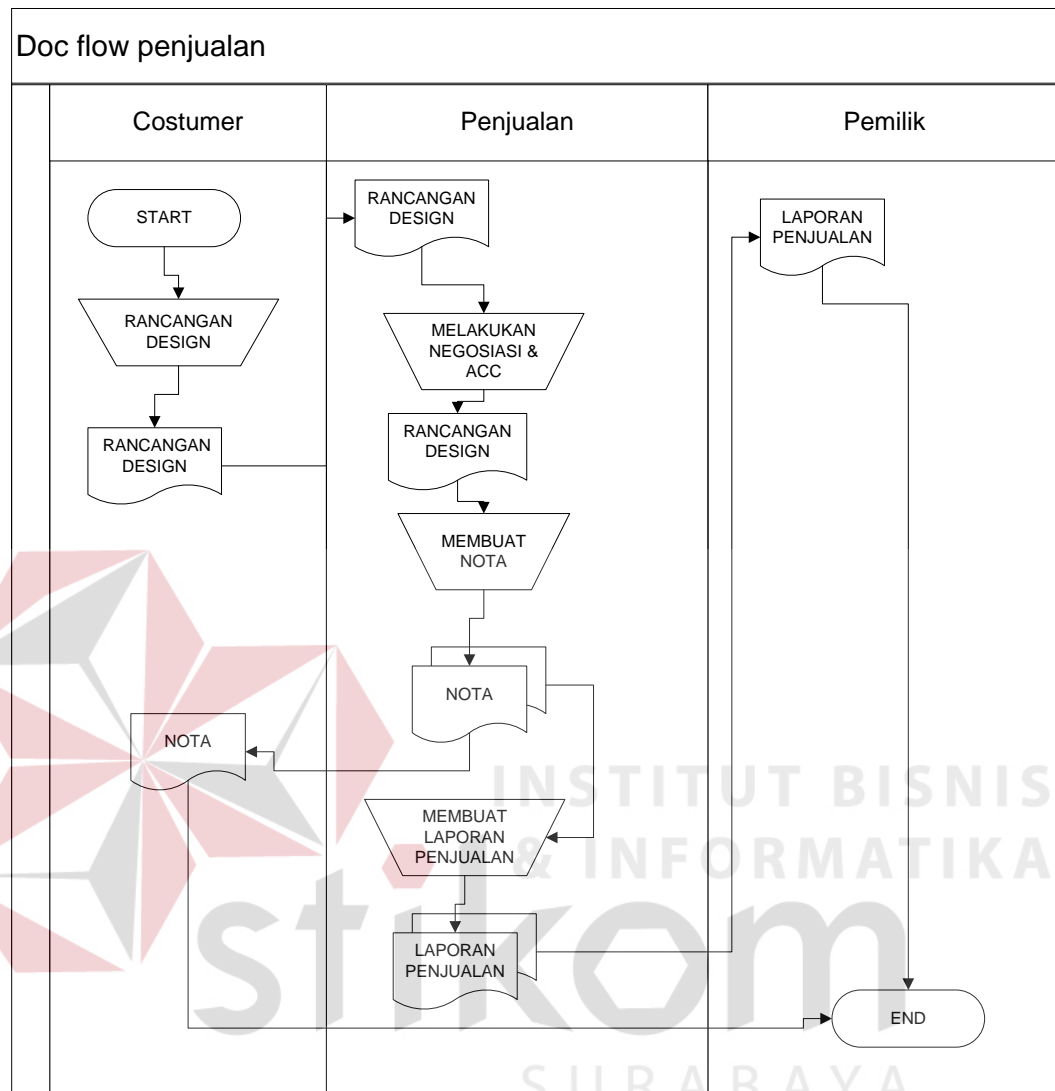 Doc flow penjualan
Costumer
Penjualan
Pemilik
START
RANCANGAN
DESIGN
RANCANGAN
DESIGN
RANCANGAN
DESIGN
MELAKUKAN
NEGOSIASI &
ACC
RANCANGAN
DESIGN
MEMBUAT
NOTA
NOTA
NOTA
MEMBUAT
LAPORAN
PENJUALAN
LAPORAN
PENJUALAN
LAPORAN
PENJUALAN
END
INSTITUT BISNIS
& INFORMATIKA
stikom
SURABAYA